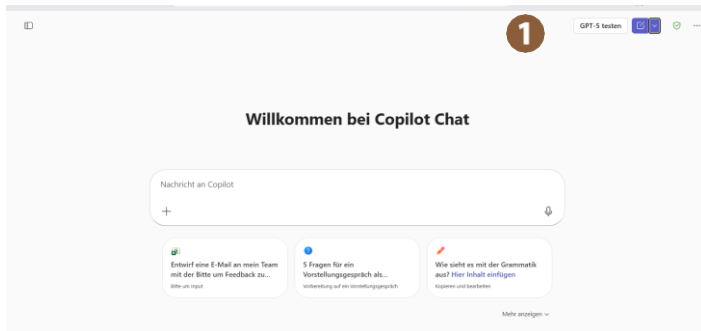 1
GPT-5 testen
Willkommen bei Copilot Chat
Nachricht an Copilot
Entwirf eine E-Mail an mein Team
mit der Bitte um Feedback zu...
Bitte um Input
5 Fragen für ein
Vorstellungsgespräch als...
Vorbereitung auf ein Vorstellungsgespräch
Wie sieht es mit der Grammatik
aus? Hier Inhalt einfügen
Kopieren und bearbeiten
Mehr anzeigen